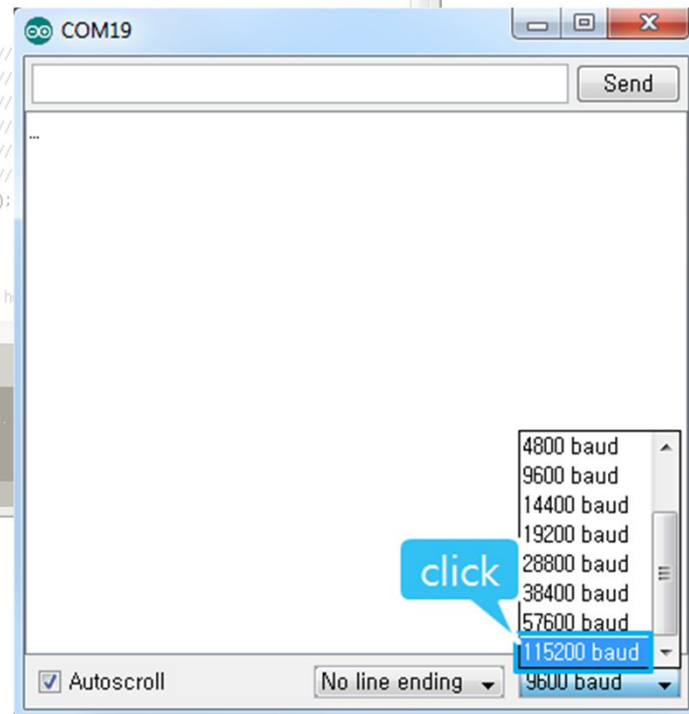 COM19
Send
...
4800 baud
9600 baud
14400 baud
19200 baud
28800 baud
38400 baud
57600 baud
115200 baud
click
Autoscroll
No line ending
9600 baud